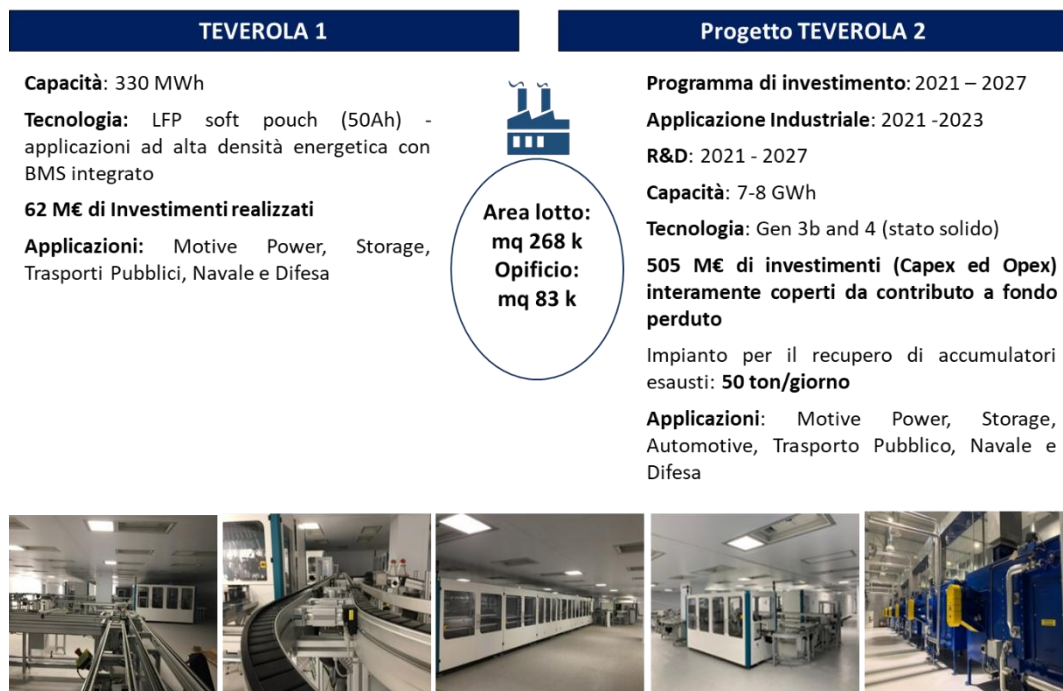 TEVEROLA 1
Capacità: 330 MWh
Tecnologia: LFP soft pouch (50Ah) -
applicazioni ad alta densità energetica con
BMS integrato
62 M€ di Investimenti realizzati
Applicazioni: Motive Power, Storage,
Trasporti Pubblici, Navale e Difesa
Area lotto:
mq 268 k
Opificio:
mq 83 k
Progetto TEVEROLA 2
Programma di investimento: 2021 – 2027
Applicazione Industriale: 2021 -2023
R&D: 2021 - 2027
Capacità: 7-8 GWh
Tecnologia: Gen 3b and 4 (stato solido)
505 M€ di investimenti (Capex ed Opex)
interamente coperti da contributo a fondo
perduto
Impianto per il recupero di accumulatori
esausti: 50 ton/giorno
Applicazioni: Motive Power, Storage,
Automotive, Trasporto Pubblico, Navale e
Difesa